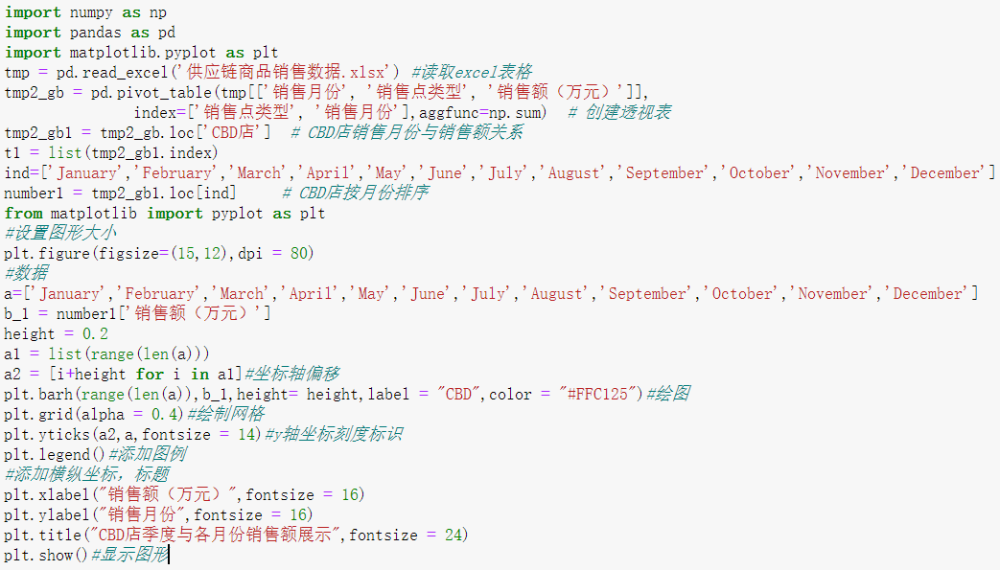 import numpy as np
import pandas as pd
import matplotlib.pyplot as plt
tmp = pd.read_excel('供应链商品销售数据.xlsx') #读取excel表格
tmp2_gb = pd.pivot_table(tmp[['销售月份', '销售点类型', '销售额（万元）']],
index=['销售点类型', '销售月份'],aggfunc=np.sum)  # 创建透视表
tmp2_gb1 = tmp2_gb.loc['CBD店']  # CBD店销售月份与销售额关系
t1 = list(tmp2_gb1.index)
ind=['January','February','March','April','May','June','July','August','September','October','November','December']
number1 = tmp2_gb1.loc[ind]     # CBD店按月份排序
from matplotlib import pyplot as plt
#设置图形大小
plt.figure(figsize=(15,12),dpi = 80)
#数据
a=['January','February','March','April','May','June','July','August','September','October','November','December']
b_1 = number1['销售额（万元）']
height = 0.2
a1 = list(range(len(a)))
a2 = [i+height for i in a1]#坐标轴偏移
plt.barh(range(len(a)),b_1,height= height,label = "CBD",color = "#FFC125")#绘图
plt.grid(alpha = 0.4)#绘制网格
plt.yticks(a2,a,fontsize = 14)#y轴坐标刻度标识
plt.legend()#添加图例
#添加横纵坐标，标题
plt.xlabel("销售额（万元）",fontsize = 16)
plt.ylabel("销售月份",fontsize = 16)
plt.title("CBD店季度与各月份销售额展示",fontsize = 24)
plt.show()#显示图形